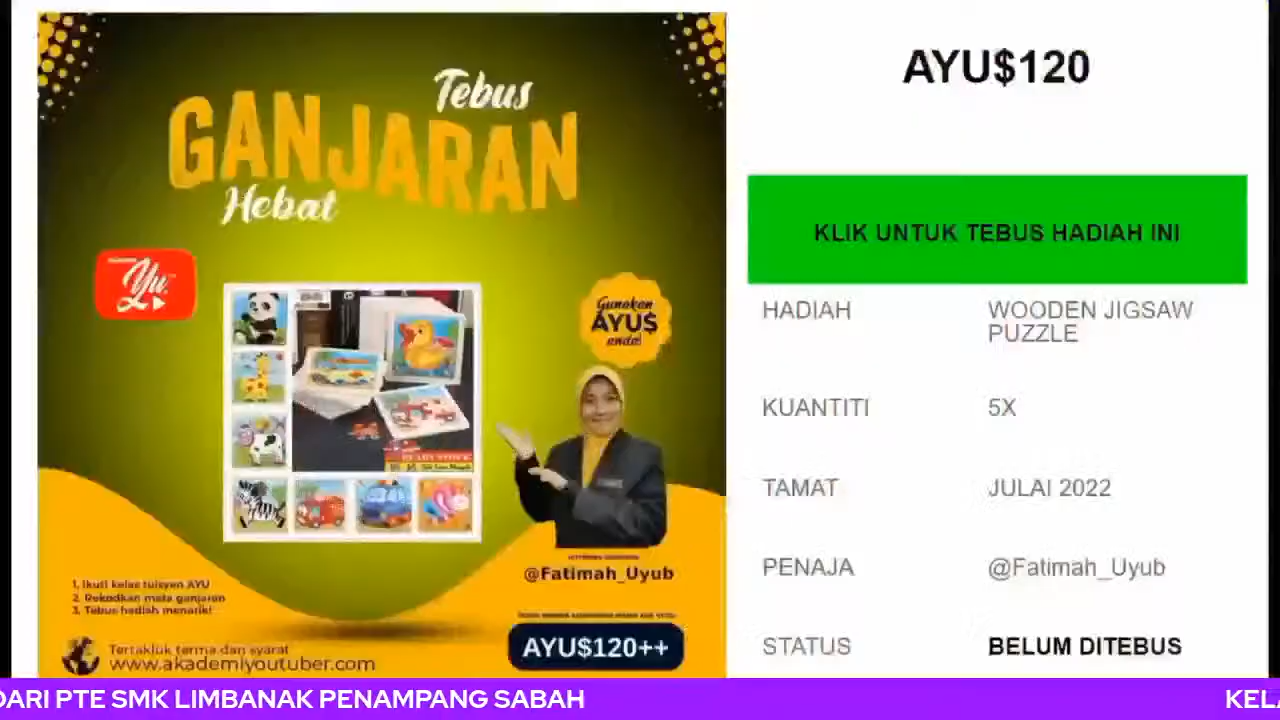 Tebus
GANJARAN
Hebat
Yu
Gunakan
AYU$
anda!
@Fatimah_Uyub
1. Ikuti kelas tuisyen AYU
2. Rekodkan mata ganjaran
3. Tebus hadiah menarik!
Tertakluk terma dan syarat
www.akademiyoutuber.com
AYU$120++
AYU$120
KLIK UNTUK TEBUS HADIAH INI
HADIAH WOODEN JIGSAW
PUZZLE
KUANTITI 5X
TAMAT JULAI 2022
PENAJA @Fatimah_Uyub
STATUS BELUM DITEBUS
DARI PTE SMK LIMBANAK PENAMPANG SABAH KELA